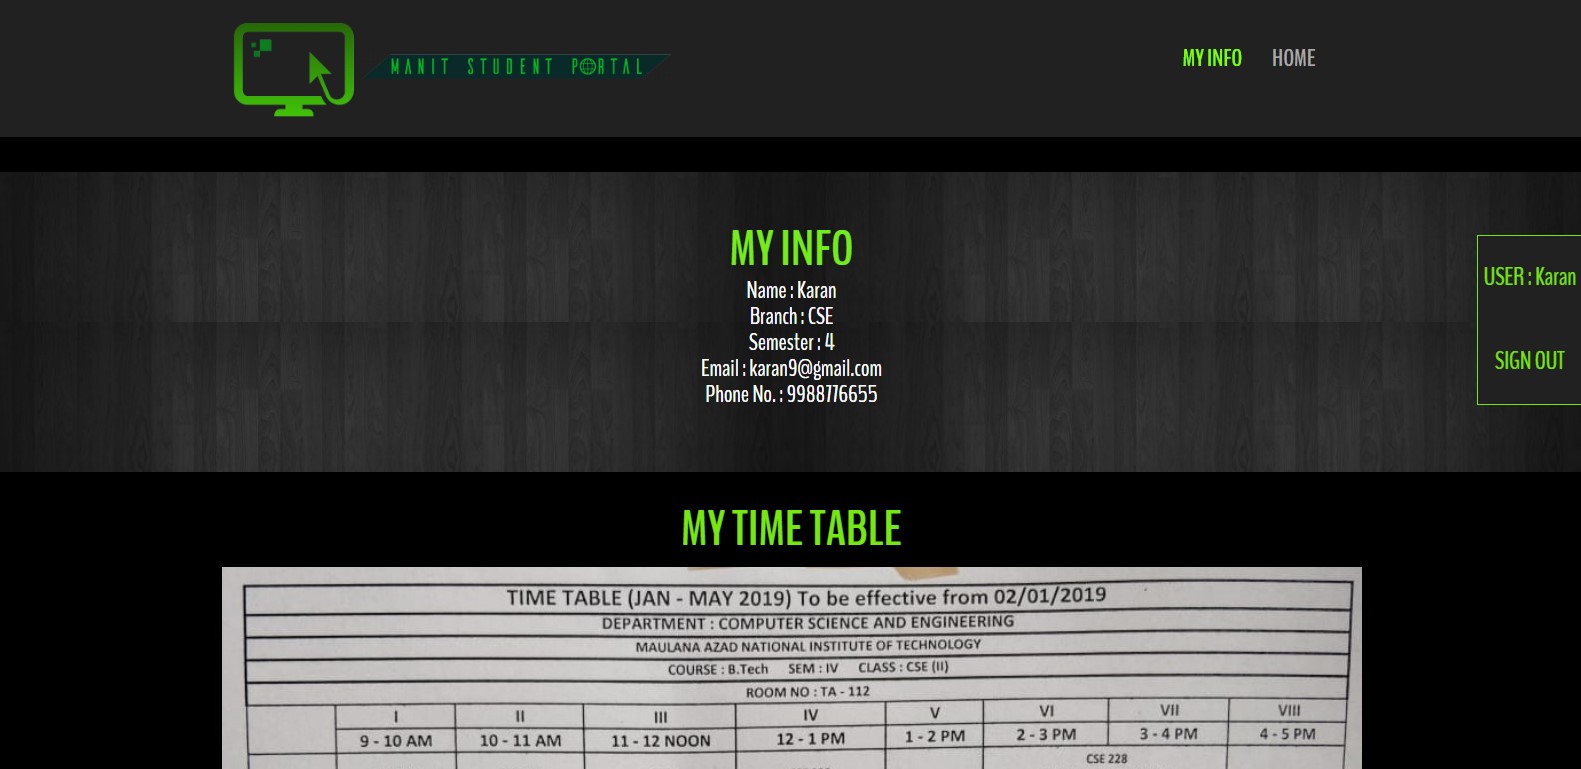 MANIT STUDENT PORTAL
MY INFO HOME
MY INFO
Name : Karan
Branch : CSE
Semester : 4
Email : karan9@gmail.com
Phone No. : 9988776655
USER : Karan
SIGN OUT
MY TIME TABLE
TIME TABLE (JAN - MAY 2019) To be effective from 02/01/2019
DEPARTMENT : COMPUTER SCIENCE AND ENGINEERING
MAULANA AZAD NATIONAL INSTITUTE OF TECHNOLOGY
COURSE : B.Tech SEM : IV CLASS : CSE (II)
ROOM NO : TA - 112
I II III IV V VI VII VIII
9 - 10 AM 10 - 11 AM 11 - 12 NOON 12 - 1 PM 1 - 2 PM 2 - 3 PM 3 - 4 PM 4 - 5 PM
CSE 228